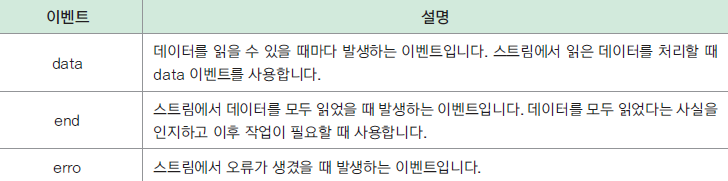 이벤트 설명
data 데이터를 읽을 수 있을 때마다 발생하는 이벤트입니다. 스트림에서 읽은 데이터를 처리할 때
data 이벤트를 사용합니다.
end 스트림에서 데이터를 모두 읽었을 때 발생하는 이벤트입니다. 데이터를 모두 읽었다는 사실을
인지하고 이후 작업이 필요할 때 사용합니다.
erro 스트림에서 오류가 생겼을 때 발생하는 이벤트입니다.